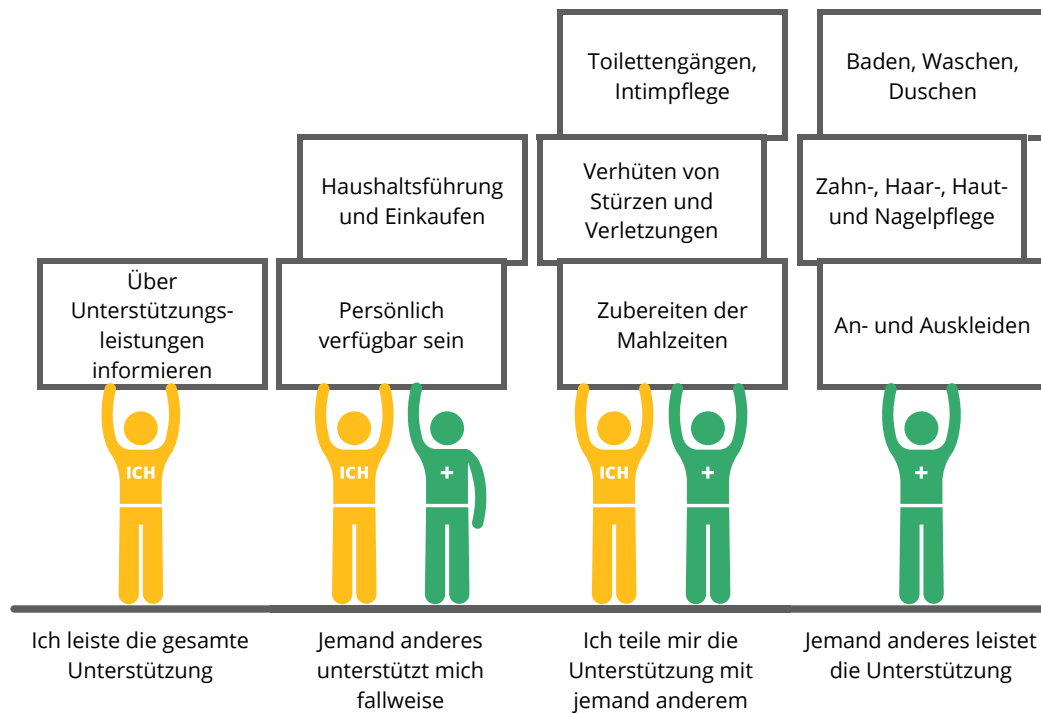 Toilettengängen,
Intimpflege
Baden, Waschen,
Duschen
Haushaltsführung
und Einkaufen
Verhüten von
Stürzen und
Verletzungen
Zahn-, Haar-, Haut-
und Nagelpflege
Über
Unterstützungs-
leistungen
informieren
Persönlich
verfügbar sein
Zubereiten der
Mahlzeiten
An- und Auskleiden
ICH
ICH
+
ICH
+
+
Ich leiste die gesamte
Unterstützung
Jemand anderes
unterstützt mich
fallweise
Ich teile mir die
Unterstützung mit
jemand anderem
Jemand anderes leistet
die Unterstützung